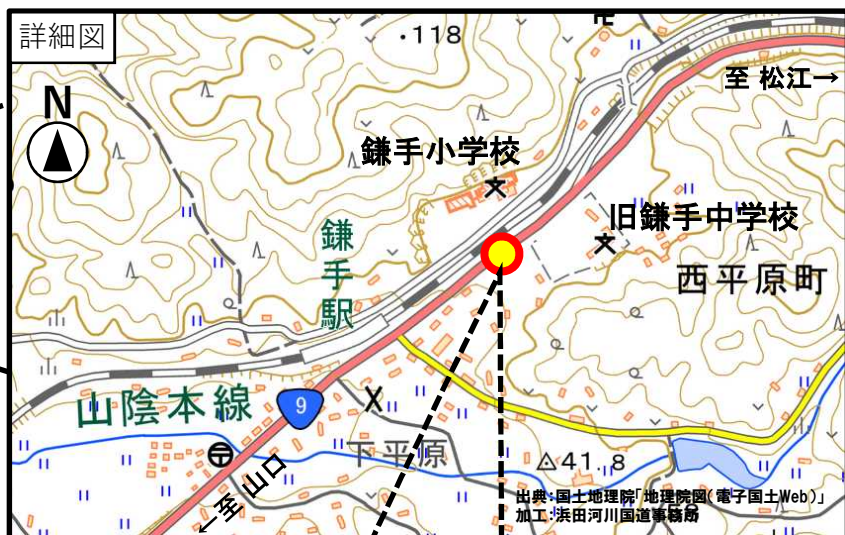 詳細図
・118
至 松江→
N
鎌手小学校
旧鎌手中学校
鎌手駅
西平原町
山陰本線
9
下平原
41.8
←至 山口
出典:国土地理院「地理院図(電子国土Web)」
加工:浜田河川国道事務所